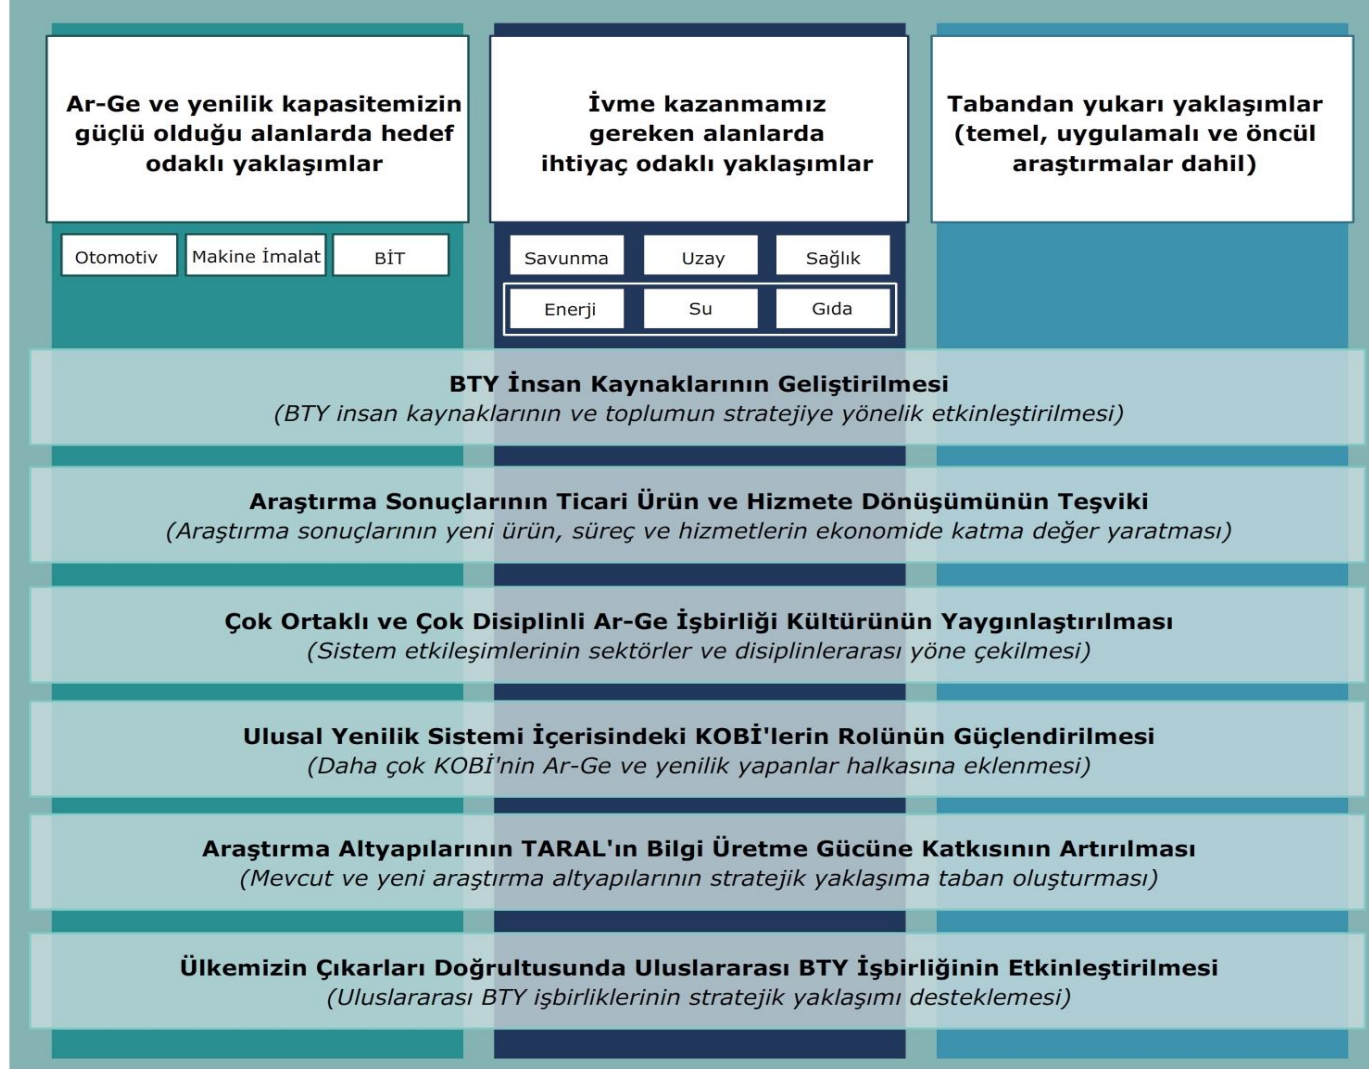 Ar-Ge ve yenilik kapasitemizin
güçlü olduğu alanlarda hedef
odaklı yaklaşımlar
İvme kazanmamız
gereken alanlarda
ihtiyaç odaklı yaklaşımlar
Tabandan yukarı yaklaşımlar
(temel, uygulamalı ve öncül
araştırmalar dahil)
Otomotiv
Makine İmalat
BİT
Savunma
Uzay
Sağlık
Enerji
Su
Gıda
BTY İnsan Kaynaklarının Geliştirilmesi
(BTY insan kaynaklarının ve toplumun stratejiye yönelik etkinleştirilmesi)
Araştırma Sonuçlarının Ticari Ürün ve Hizmete Dönüşümünün Teşviki
(Araştırma sonuçlarının yeni ürün, süreç ve hizmetlerin ekonomide katma değer yaratması)
Çok Ortaklı ve Çok Disiplinli Ar-Ge İşbirliği Kültürünün Yaygınlaştırılması
(Sistem etkileşimlerinin sektörler ve disiplinlerarası yöne çekilmesi)
Ulusal Yenilik Sistemi İçerisindeki KOBİ'lerin Rolünün Güçlendirilmesi
(Daha çok KOBİ'nin Ar-Ge ve yenilik yapanlar halkasına eklenmesi)
Araştırma Altyapılarının TARAL'ın Bilgi Üretme Gücüne Katkısının Artırılması
(Mevcut ve yeni araştırma altyapılarının stratejik yaklaşıma taban oluşturması)
Ülkemizin Çıkarları Doğrultusunda Uluslararası BTY İşbirliğinin Etkinleştirilmesi
(Uluslararası BTY işbirliklerinin stratejik yaklaşımı desteklemesi)